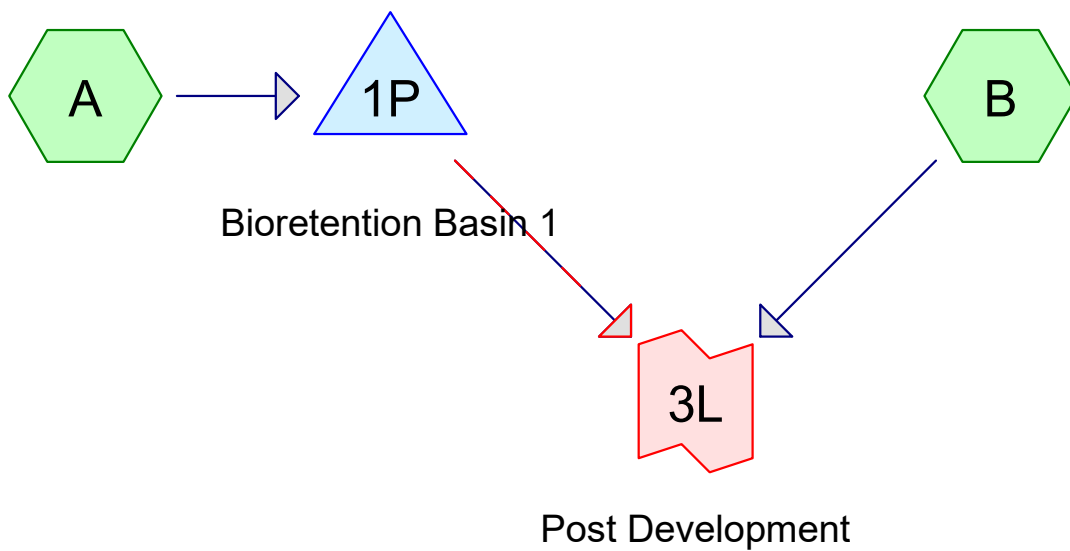 A
1P
B
Bioretention Basin 1
3L
Post Development